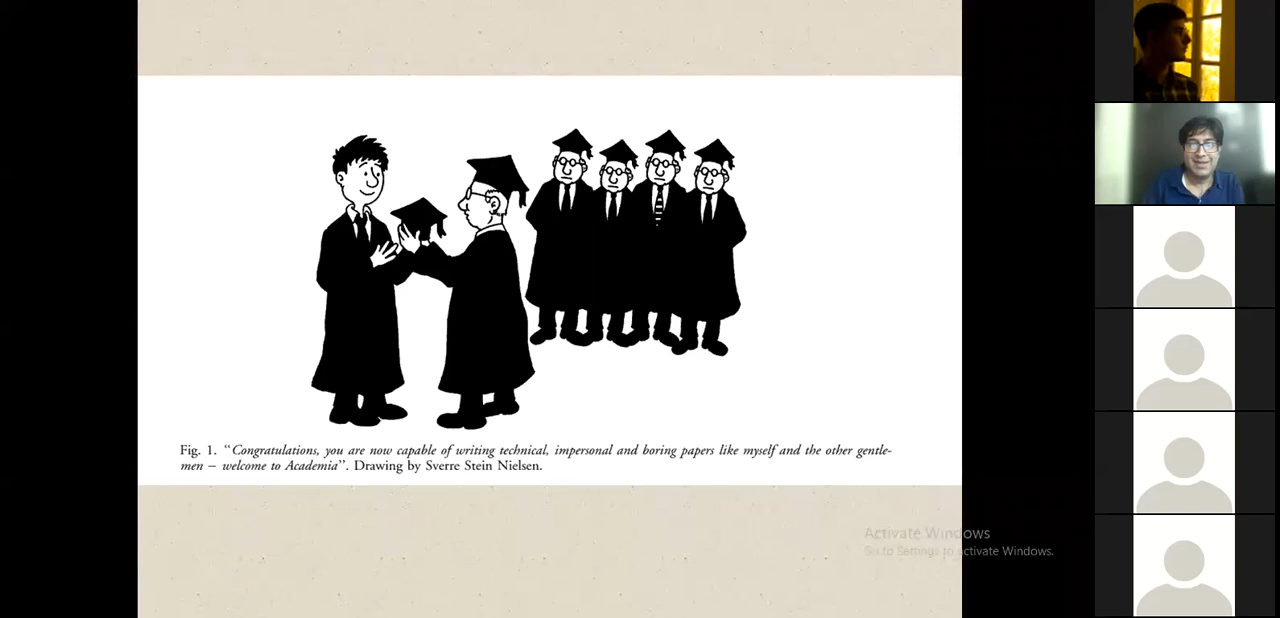 Fig. 1. “Congratulations, you are now capable of writing technical, impersonal and boring papers like myself and the other gentle-
men – welcome to Academia”. Drawing by Sverre Stein Nielsen.
Activate Windows
Go to Settings to activate Windows.